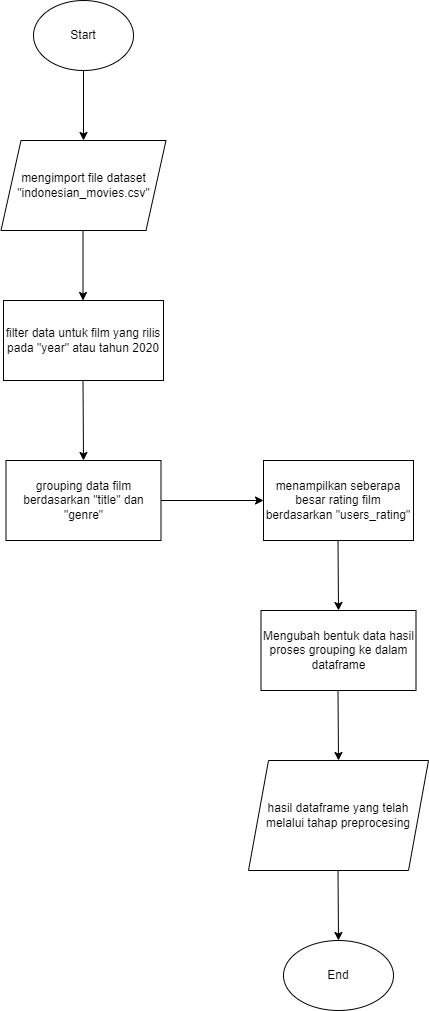 Start
mengimport file dataset
"indonesian_movies.csv"
filter data untuk film yang rilis
pada "year" atau tahun 2020
grouping data film
berdasarkan "title" dan
"genre"
menampilkan seberapa
besar rating film
berdasarkan "users_rating"
Mengubah bentuk data hasil
proses grouping ke dalam
dataframe
hasil dataframe yang telah
melalui tahap preprocesing
End